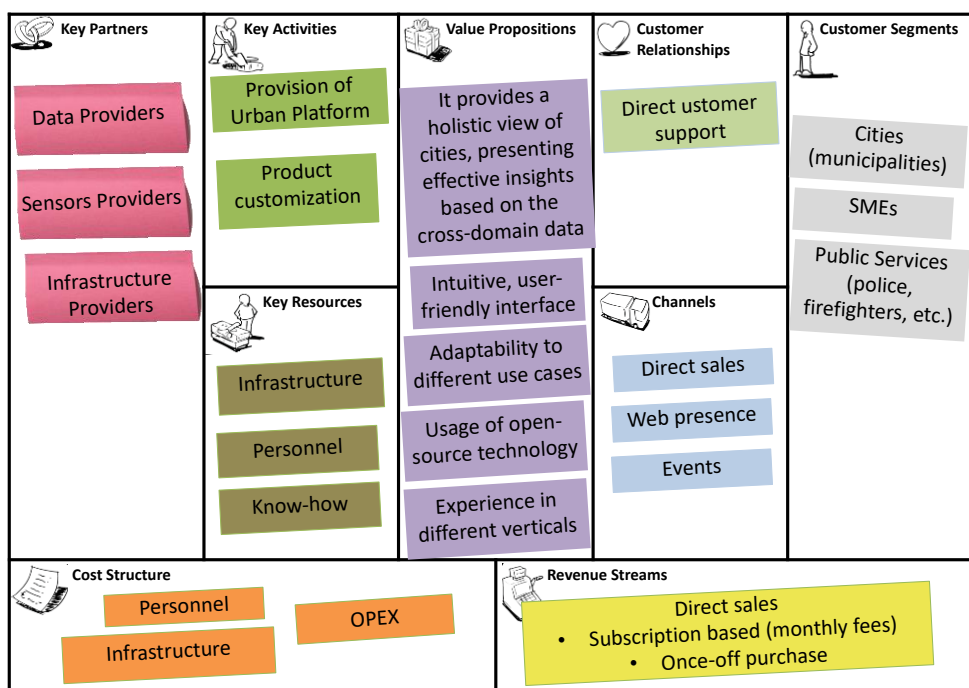 Key Partners
Data Providers
Sensors Providers
Infrastructure
Providers
Key Activities
Provision of
Urban Platform
Product
customization
Key Resources
Infrastructure
Personnel
Know-how
Value Propositions
It provides a
holistic view of
cities, presenting
effective insights
based on the
cross-domain data
Intuitive, user-
friendly interface
Adaptability to
different use cases
Usage of open-
source technology
Experience in
different verticals
Customer
Relationships
Direct ustomer
support
Channels
Direct sales
Web presence
Events
Customer Segments
Cities
(municipalities)
SMEs
Public Services
(police,
firefighters, etc.)
Cost Structure
Personnel
Infrastructure
OPEX
Revenue Streams
Direct sales
• Subscription based (monthly fees)
• Once-off purchase